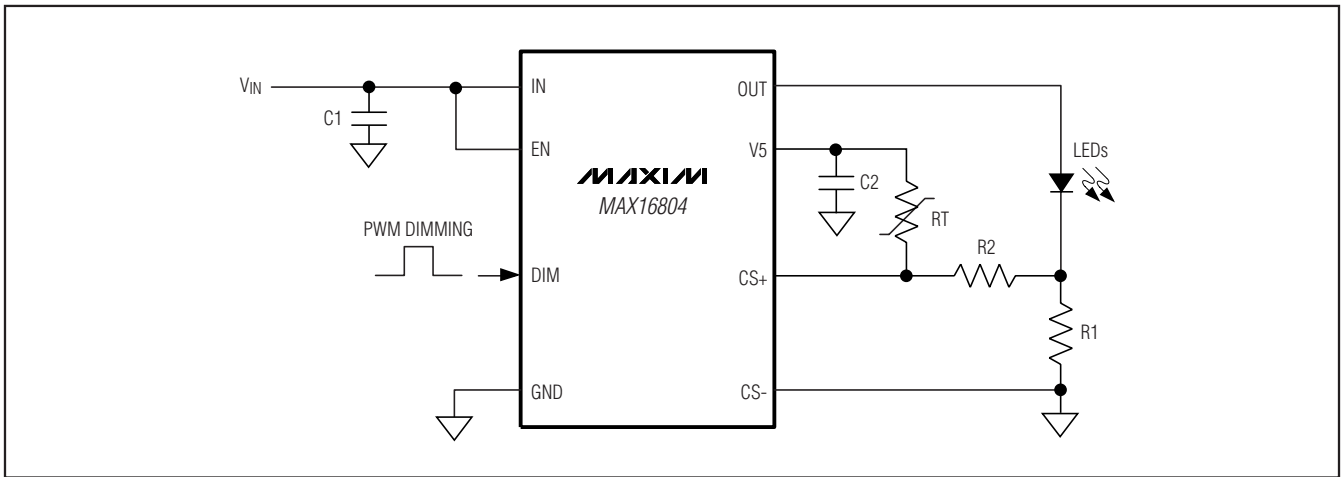 VIN
C1
IN
EN
PWM DIMMING
DIM
GND
MAXIM
MAX16804
OUT
V5
C2
RT
CS+
R2
LEDs
R1
CS-